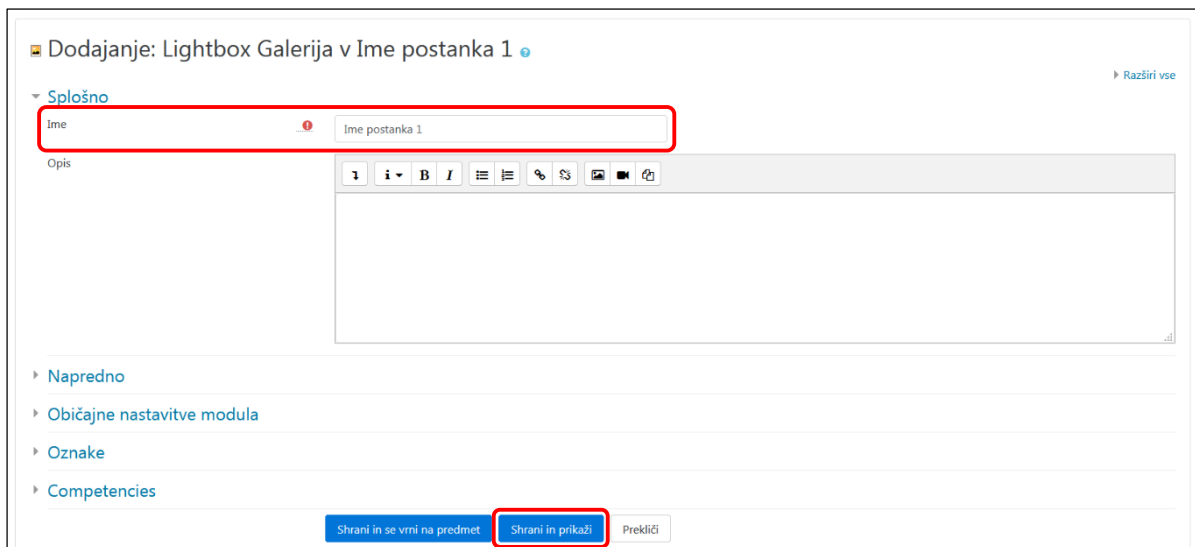 Dodajanje: Lightbox Galerija v Ime postanka 1
Razširi vse
Splošno
Ime
Ime postanka 1
Opis
i B I
Napredno
Običajne nastavitve modula
Oznake
Competencies
Shrani in se vrni na predmet Shrani in prikaži Prekliči